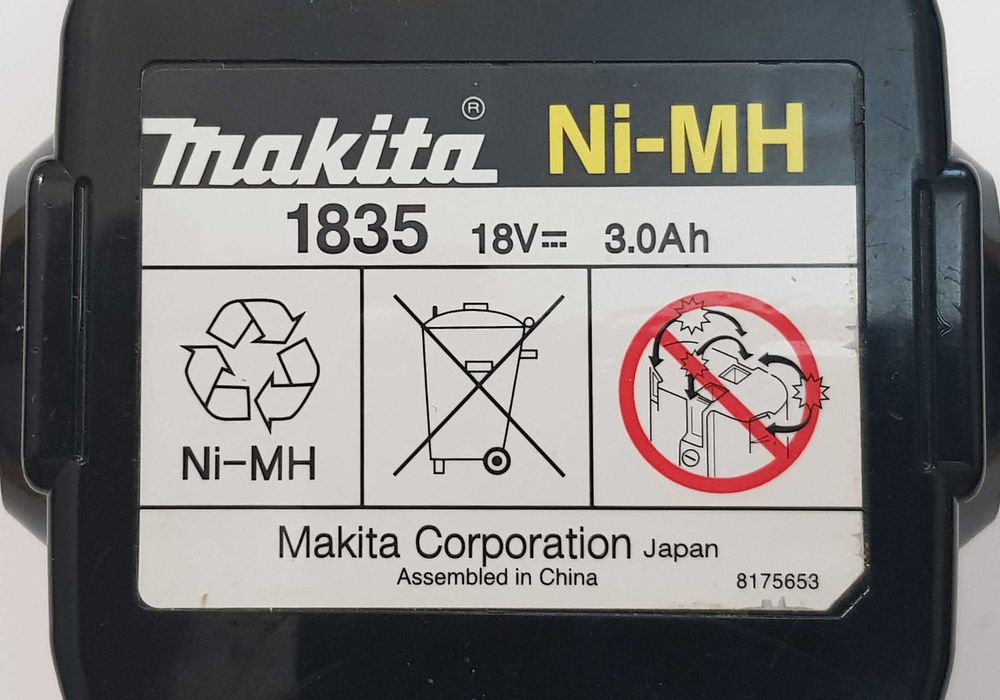 makita® Ni-MH
1835 18V⎓ 3.0Ah
Ni-MH
Makita Corporation Japan
Assembled in China
8175653